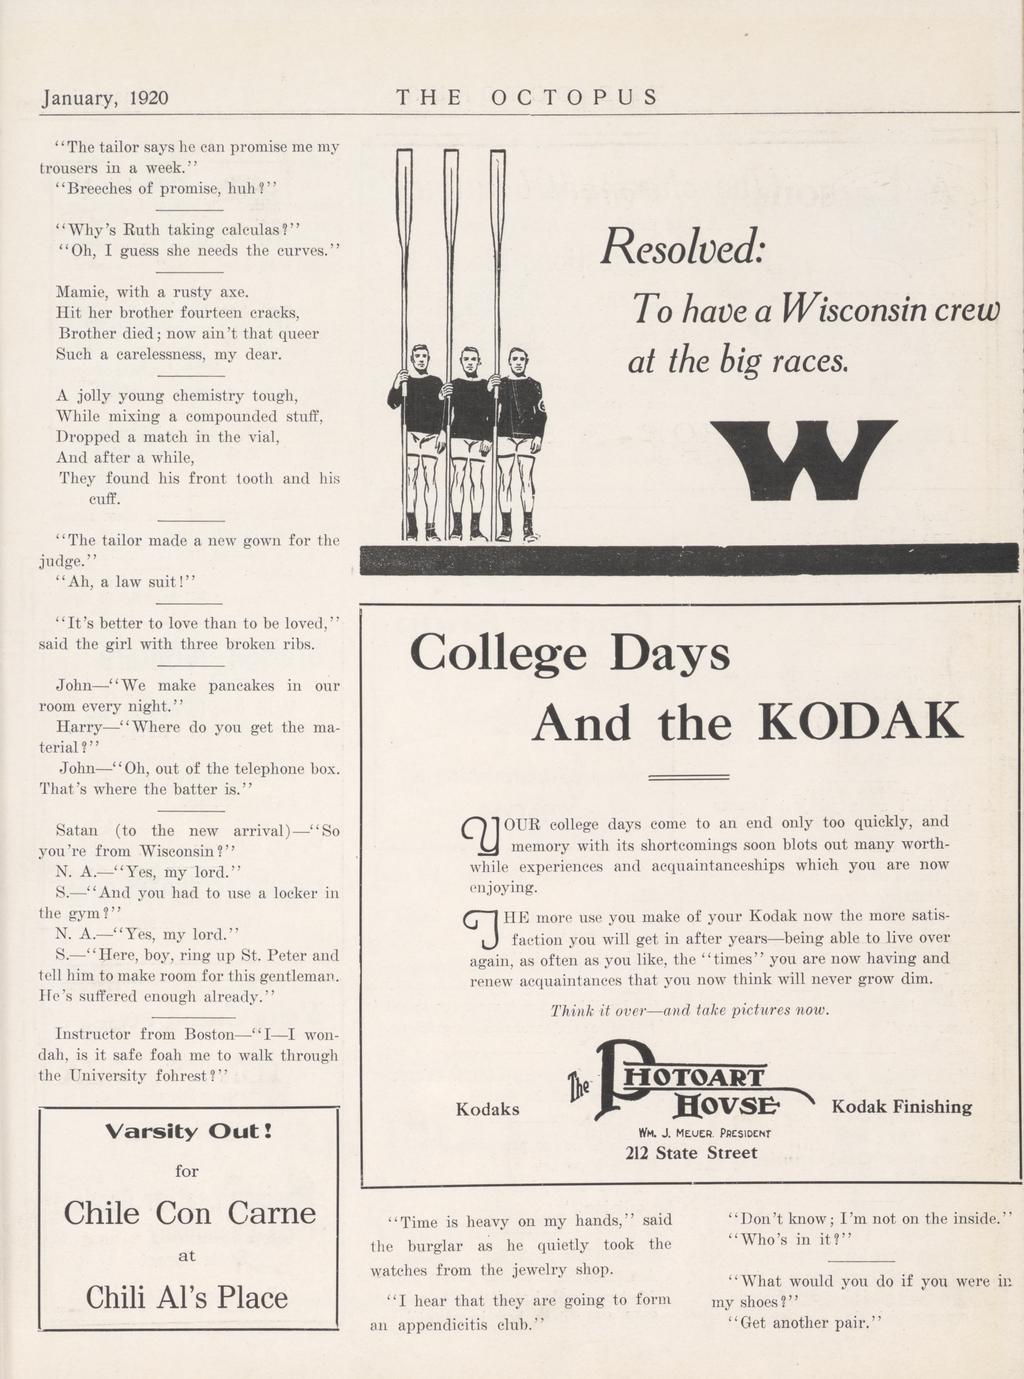 January, 1920
THE OCTOPUS
"The tailor says he can promise me my
trousers in a week."
"Breeches of promise, huh?"
"Why's Ruth taking calculas?"
"Oh, I guess she needs the curves."
Mamie, with a rusty axe.
Hit her brother fourteen cracks,
Brother died; now ain't that queer
Such a carelessness, my dear.
A jolly young chemistry tough,
While mixing a compounded stuff,
Dropped a match in the vial,
And after a while,
They found his front tooth and his
cuff.
"The tailor made a new gown for the
judge."
"Ah, a law suit!"
"It's better to love than to be loved,"
said the girl with three broken ribs.
John—"We make pancakes in our
room every night."
Harry—"Where do you get the ma-
terial?"
John—"Oh, out of the telephone box.
That's where the batter is."
Satan (to the new arrival)—"So
you're from Wisconsin?"
N. A.—"Yes, my lord."
S.—"And you had to use a locker in
the gym?"
N. A.—"Yes, my lord."
S.—"Here, boy, ring up St. Peter and
tell him to make room for this gentleman.
He's suffered enough already."
Instructor from Boston—"I—I won-
dah, is it safe foah me to walk through
the University fohrest?"
Varsity Out!
for
Chile Con Carne
at
Chili Al's Place
Resolved:
To have a Wisconsin crew
at the big races.
W
College Days
And the KODAK
YOUR college days come to an end only too quickly, and
memory with its shortcomings soon blots out many worth-
while experiences and acquaintanceships which you are now
enjoying.
THE more use you make of your Kodak now the more satis-
faction you will get in after years—being able to live over
again, as often as you like, the "times" you are now having and
renew acquaintances that you now think will never grow dim.
Think it over—and take pictures now.
Kodaks
The PHOTOART
HOVSE
Kodak Finishing
WM. J. MEUER. PRESIDENT
212 State Street
"Time is heavy on my hands," said
the burglar as he quietly took the
watches from the jewelry shop.
"I hear that they are going to form
an appendicitis club."
"Don't know; I'm not on the inside."
"Who's in it?"
"What would you do if you were in
my shoes?"
"Get another pair."